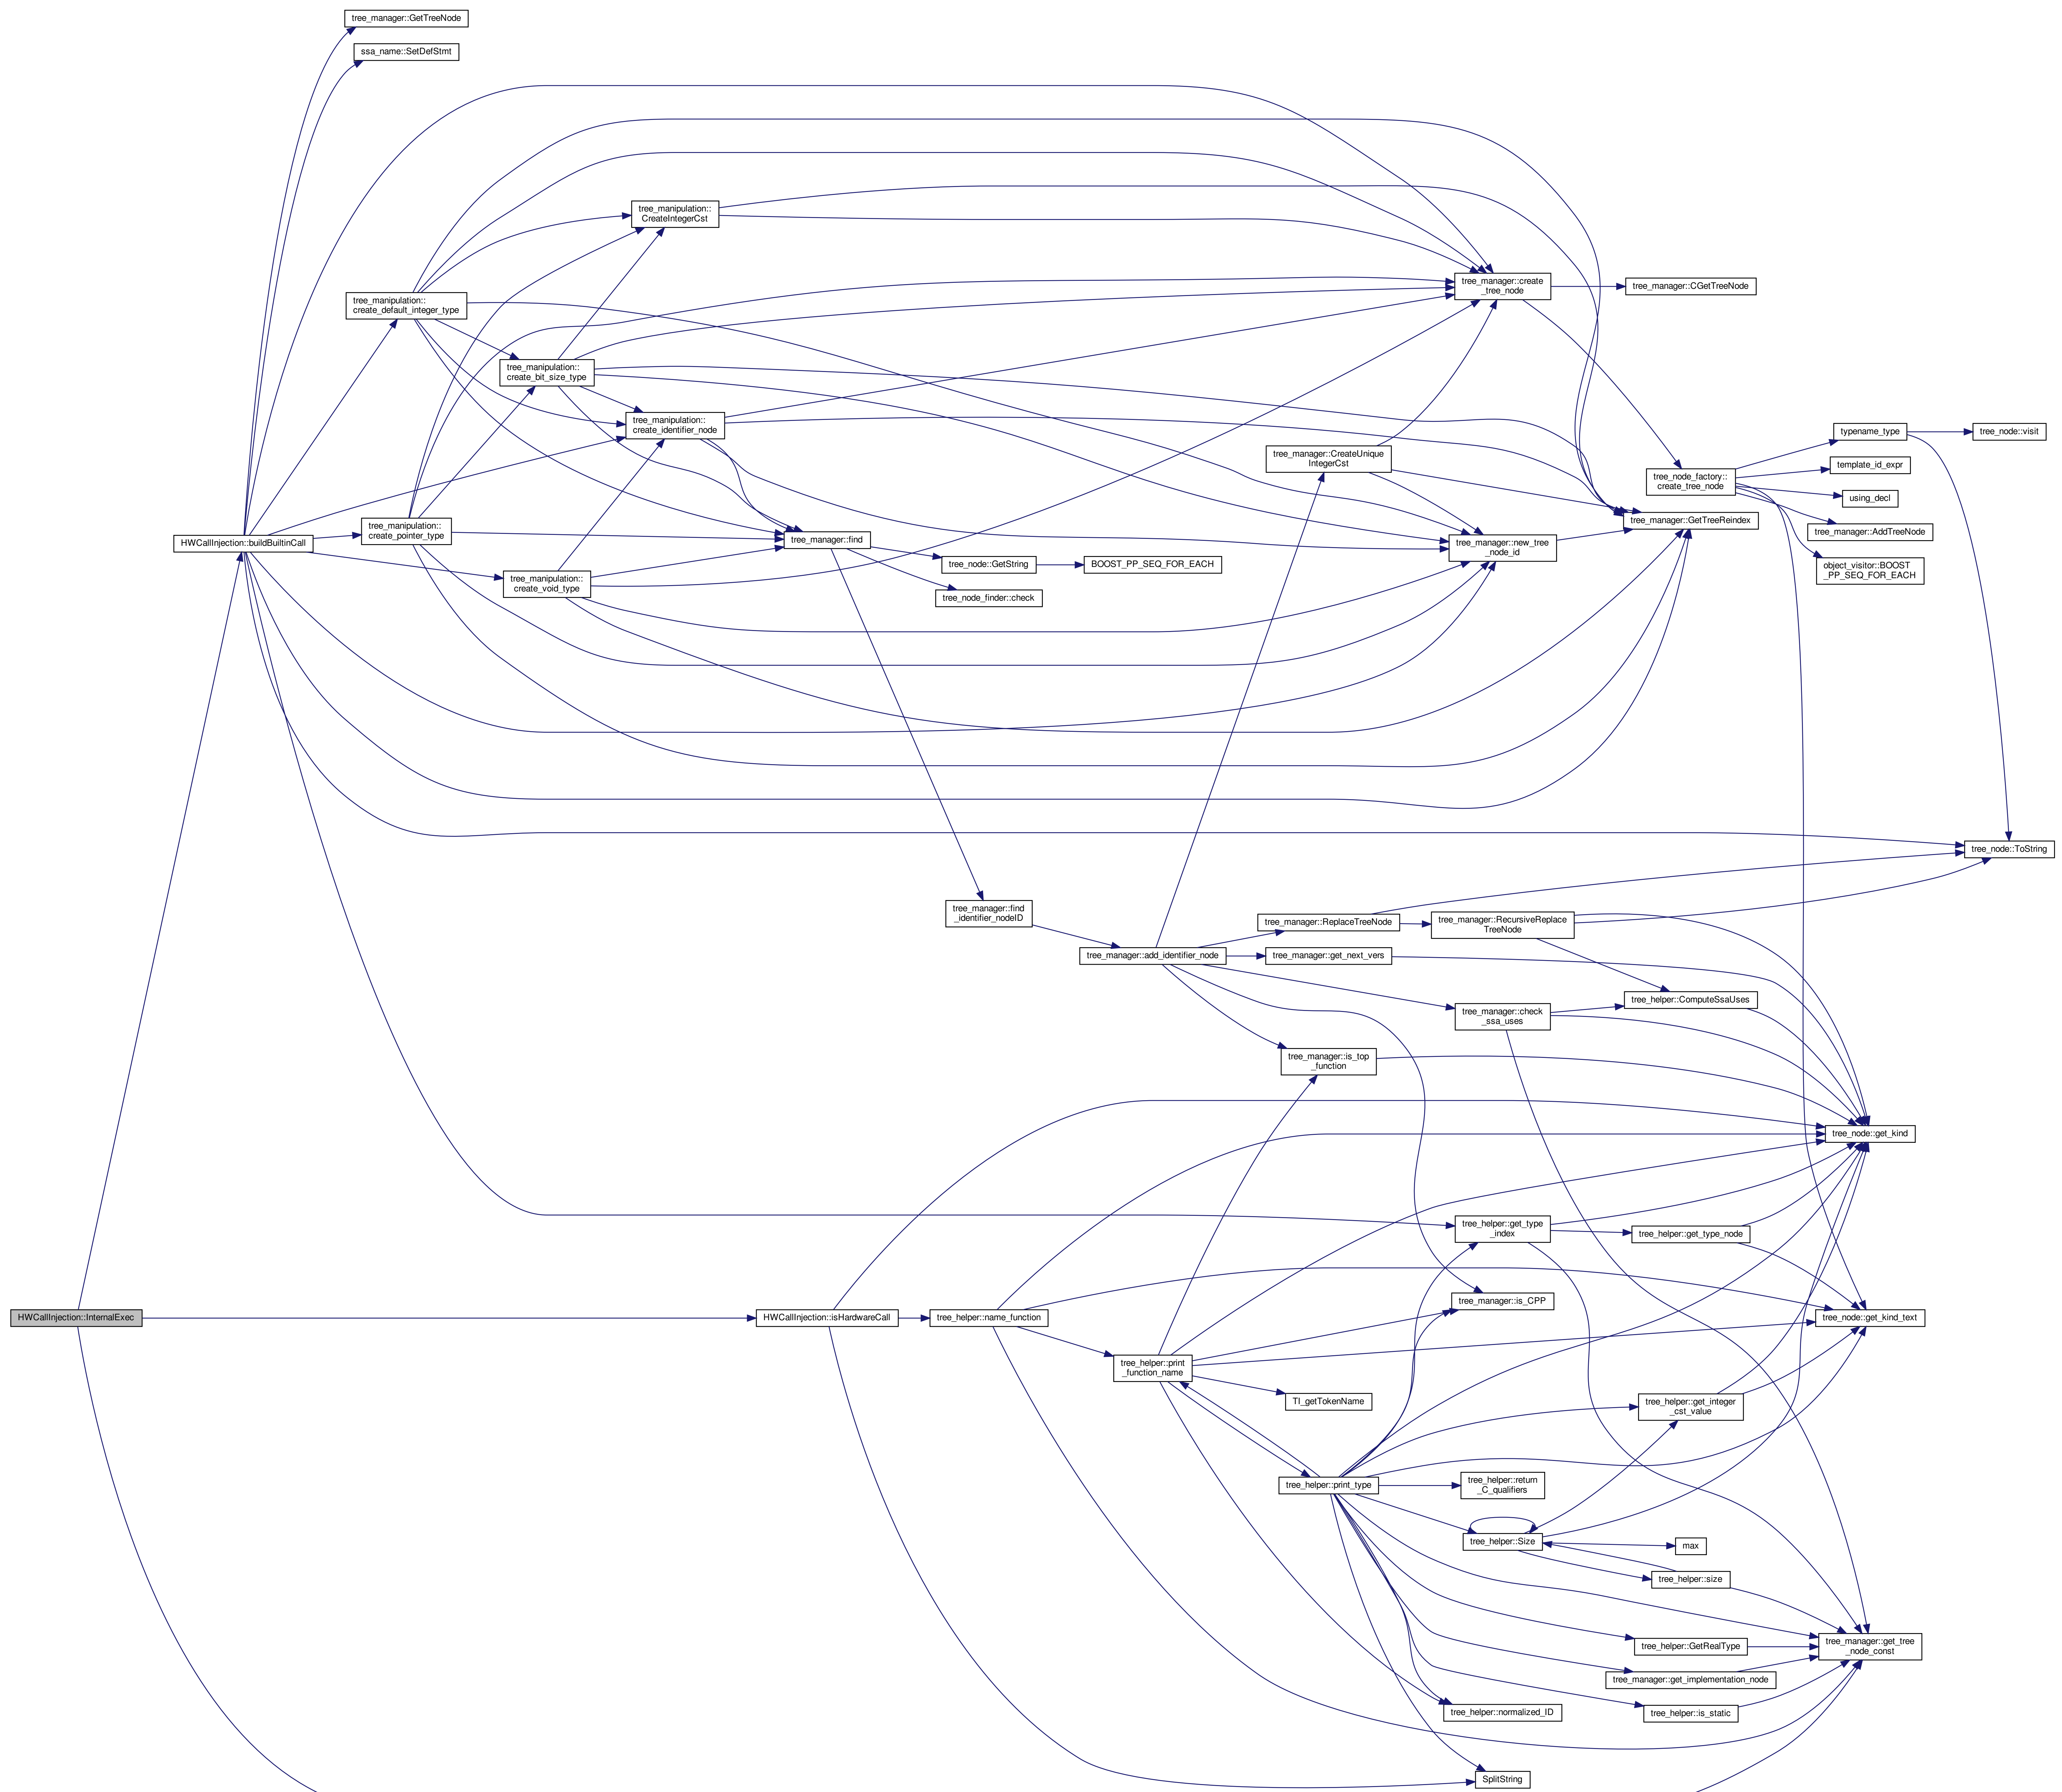 tree_manager::GetTreeNode
ssa_name::SetDefStmt
tree_manipulation::
CreateIntegerCst
tree_manager::create
_tree_node
tree_manager::CGetTreeNode
tree_manipulation::
create_default_integer_type
tree_manipulation::
create_bit_size_type
tree_manipulation::
create_identifier_node
typename_type
tree_node::visit
tree_manager::CreateUnique
IntegerCst
template_id_expr
tree_node_factory::
create_tree_node
using_decl
tree_manager::GetTreeReindex
tree_manager::AddTreeNode
tree_manipulation::
create_pointer_type
HWCallInjection::buildBuiltinCall
tree_manager::find
tree_manager::new_tree
_node_id
tree_node::GetString
BOOST_PP_SEQ_FOR_EACH
object_visitor::BOOST
_PP_SEQ_FOR_EACH
tree_manipulation::
create_void_type
tree_node_finder::check
tree_node::ToString
tree_manager::find
_identifier_nodeID
tree_manager::ReplaceTreeNode
tree_manager::RecursiveReplace
TreeNode
tree_manager::add_identifier_node
tree_manager::get_next_vers
tree_helper::ComputeSsaUses
tree_manager::check
_ssa_uses
tree_manager::is_top
_function
tree_node::get_kind
tree_helper::get_type
_index
tree_helper::get_type_node
tree_manager::is_CPP
HWCallInjection::InternalExec
HWCallInjection::isHardwareCall
tree_helper::name_function
tree_node::get_kind_text
tree_helper::print
_function_name
TI_getTokenName
tree_helper::get_integer
_cst_value
tree_helper::print_type
tree_helper::return
_C_qualifiers
tree_helper::Size
max
tree_helper::size
tree_helper::GetRealType
tree_manager::get_tree
_node_const
tree_manager::get_implementation_node
tree_helper::normalized_ID
tree_helper::is_static
SplitString